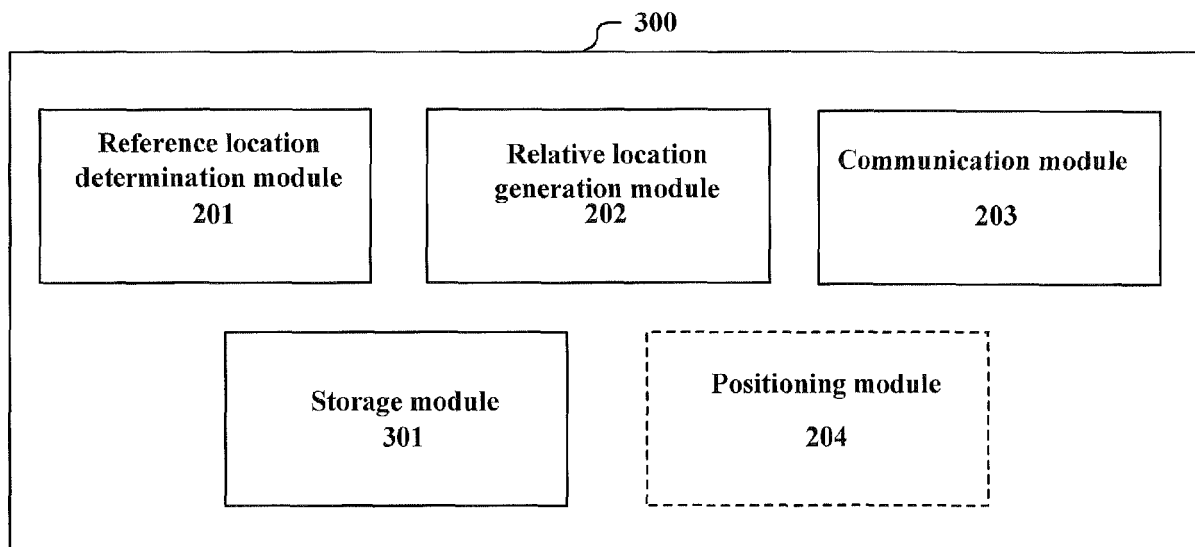 300
Reference location
determination module
201
Relative location
generation module
202
Communication module
203
Storage module
301
Positioning module
204